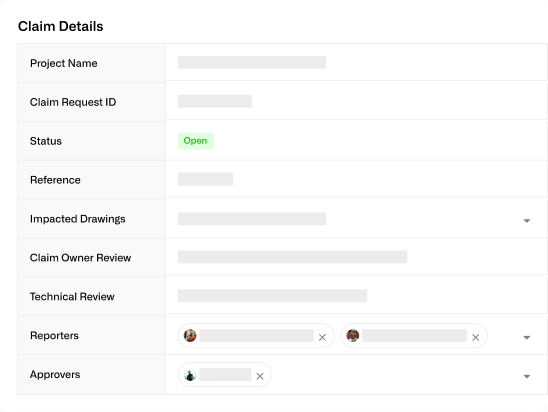 Claim Details
Project Name
Claim Request ID
Status
Open
Reference
Impacted Drawings
Claim Owner Review
Technical Review
Reporters
Approvers